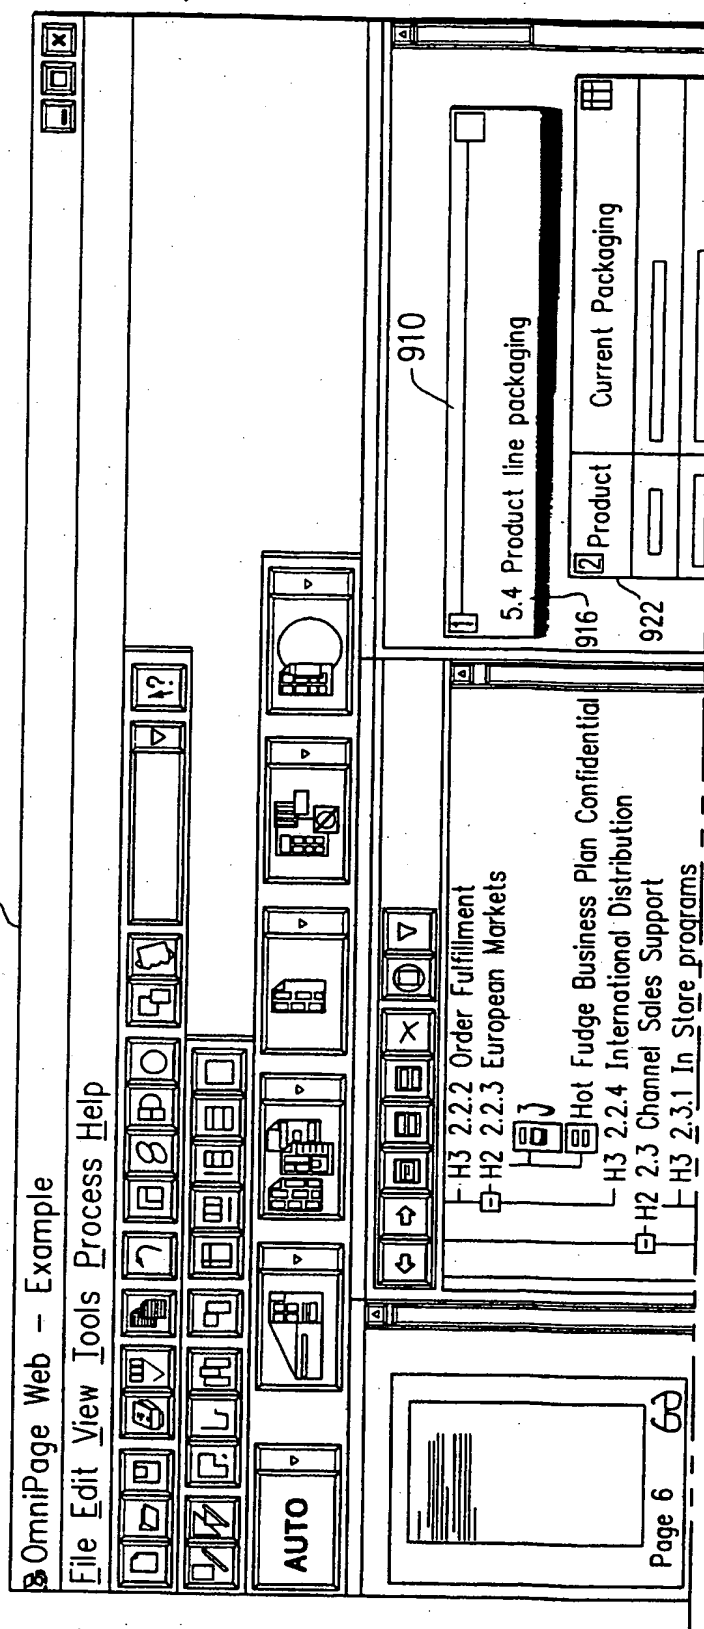 OmniPage Web – Example
File Edit View Tools Process Help
?
AUTO
Page 6
H3 2.2.2 Order Fulfillment
H2 2.2.3 European Markets
Hot Fudge Business Plan Confidential
H3 2.2.4 International Distribution
H2 2.3 Channel Sales Support
H3 2.3.1 In Store programs
910
1
5.4 Product line packaging
916
2 Product Current Packaging
922